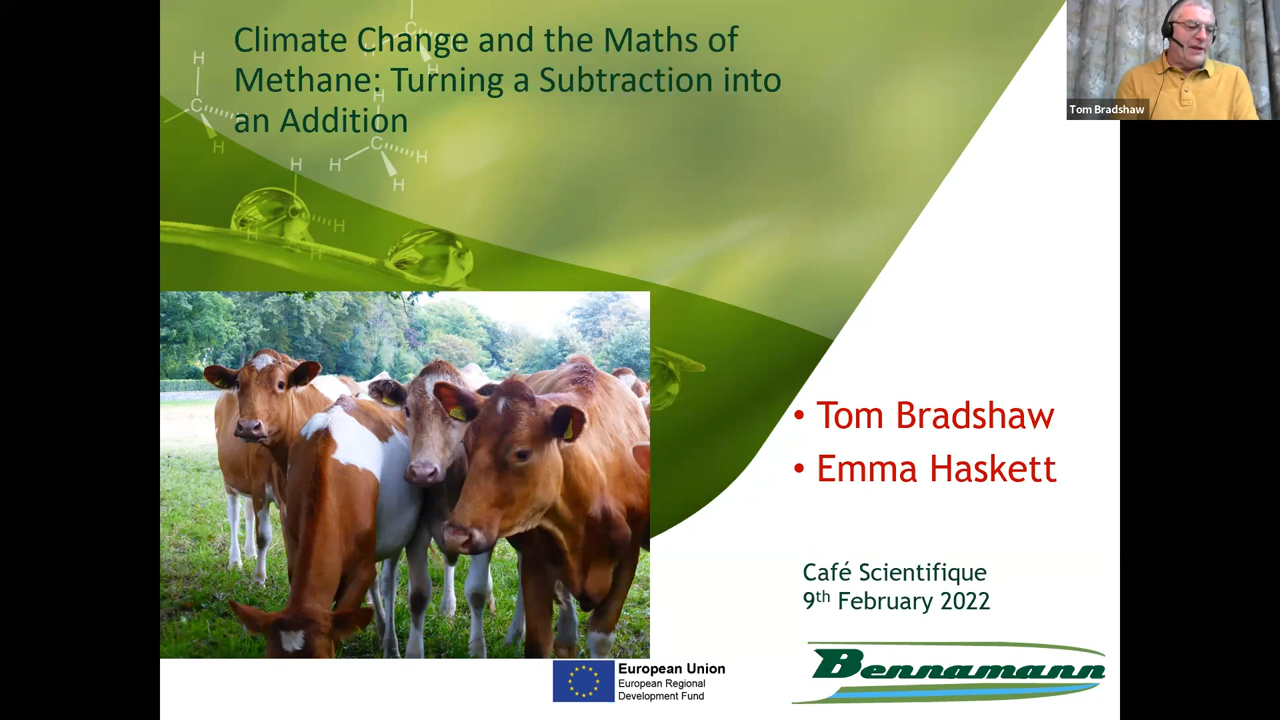 Climate Change and the Maths of
Methane: Turning a Subtraction into
an Addition
Tom Bradshaw
• Tom Bradshaw
• Emma Haskett
Café Scientifique
9th February 2022
European Union
European Regional
Development Fund
Bennamann
H
C
H
H
C
H
H
C
H
H
H
H
C
H
H
H